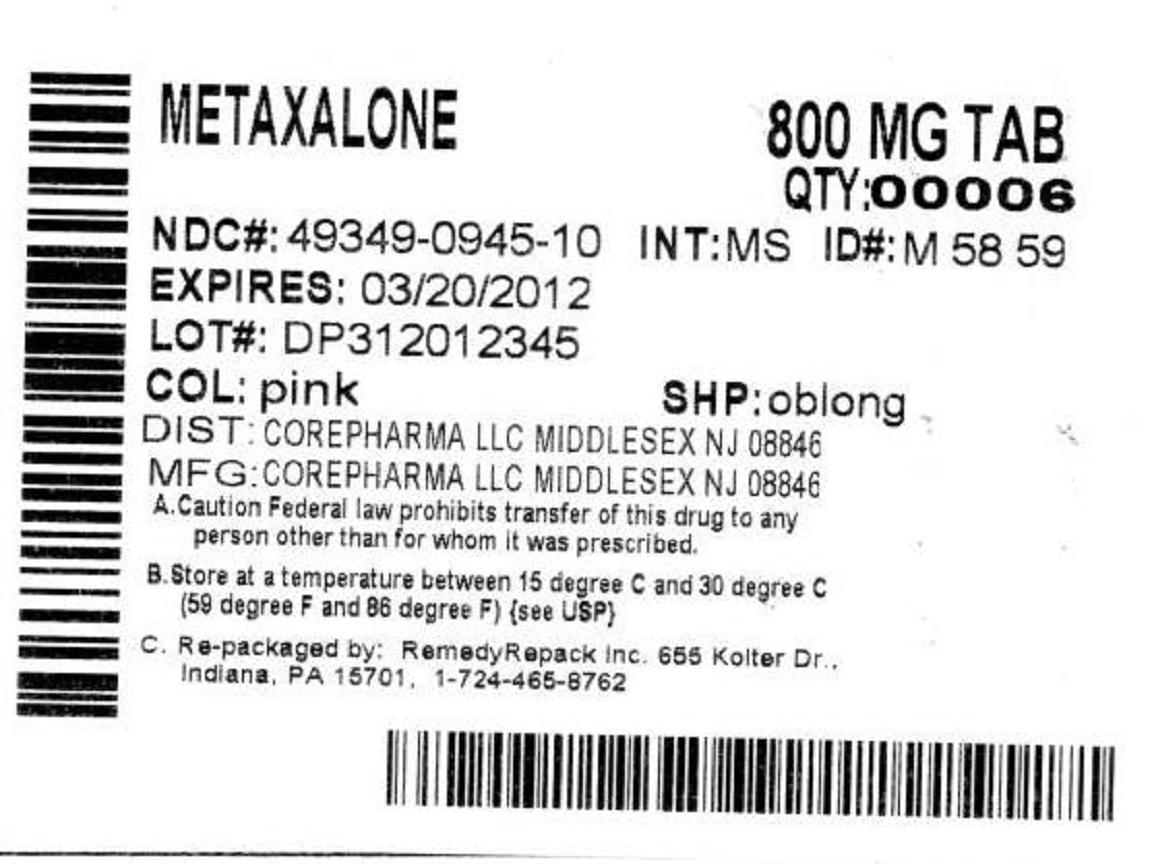 METAXALONE
800 MG TAB
QTY:00006
NDC#: 49349-0945-10 INT:MS ID#:M 58 59
EXPIRES: 03/20/2012
LOT#: DP312012345
COL: pink SHP:oblong
DIST: COREPHARMA LLC MIDDLESEX NJ 08846
MFG:COREPHARMA LLC MIDDLESEX NJ 08846
A.Caution Federal law prohibits transfer of this drug to any
person other than for whom it was prescribed.
B.Store at a temperature between 15 degree C and 30 degree C
(59 degree F and 86 degree F) {see USP}
C. Re-packaged by: RemedyRepack Inc. 655 Kolter Dr.,
Indiana, PA 15701, 1-724-465-8762